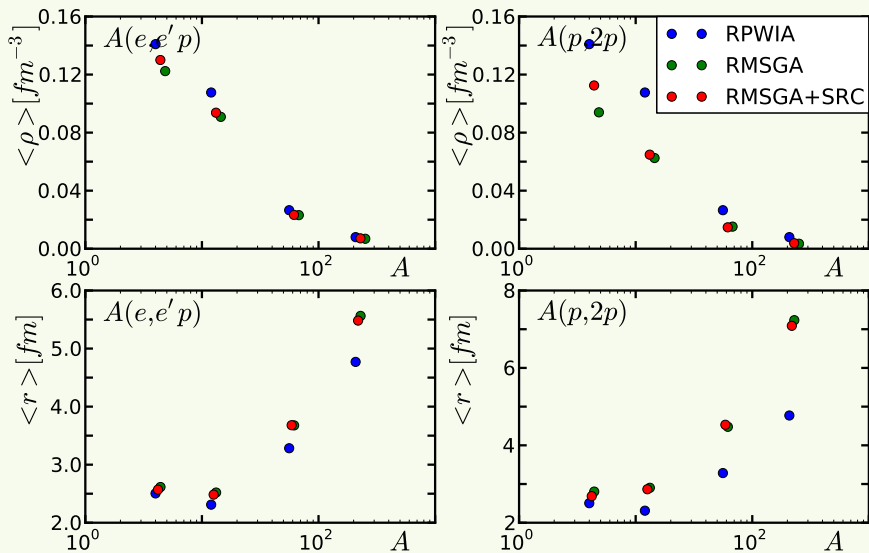 0.16
0.12
0.08
0.04
0.00
<ρ>[fm⁻³]
A(e,e′p)
10⁰
10²
A
0.16
0.12
0.08
0.04
0.00
<ρ>[fm⁻³]
A(p,2p)
RPWIA
RMSGA
RMSGA+SRC
10⁰
10²
A
6.0
5.0
4.0
3.0
2.0
<r>[fm]
A(e,e′p)
10⁰
10²
A
8
6
4
2
<r>[fm]
A(p,2p)
10⁰
10²
A